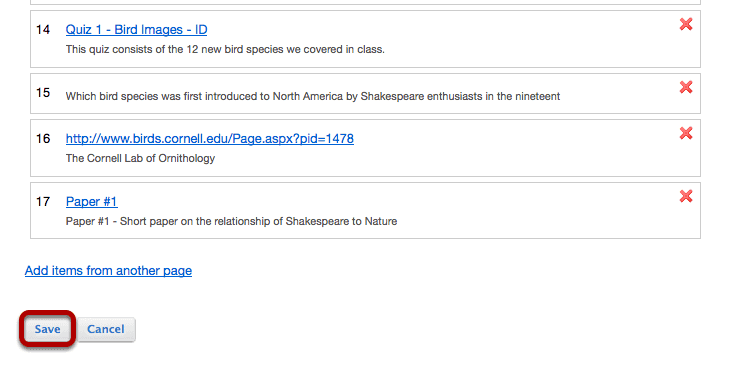 14 Quiz 1 - Bird Images - ID
This quiz consists of the 12 new bird species we covered in class.
15 Which bird species was first introduced to North America by Shakespeare enthusiasts in the nineteent
16 http://www.birds.cornell.edu/Page.aspx?pid=1478
The Cornell Lab of Ornithology
17 Paper #1
Paper #1 - Short paper on the relationship of Shakespeare to Nature
Add items from another page
Save Cancel